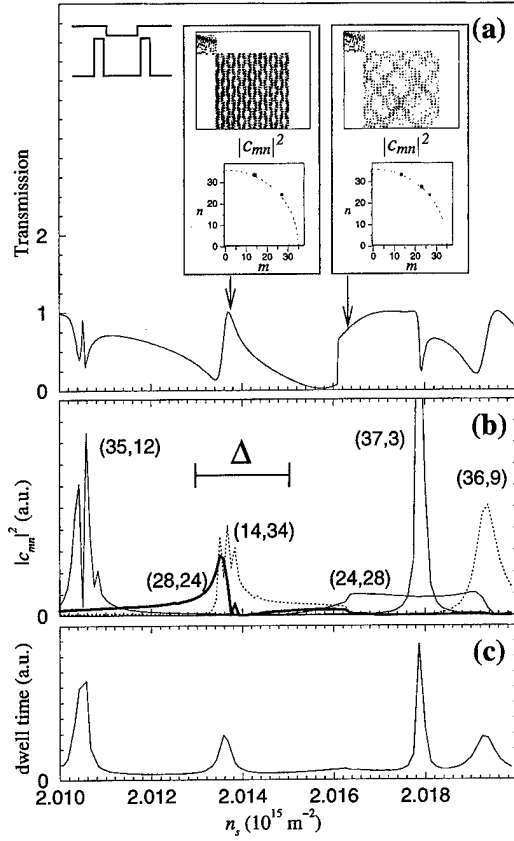 (a)
|c_mn|^2
|c_mn|^2
30
20
n
10
0
0 10 20 30
m
30
20
n
10
0
0 10 20 30
m
Transmission
2
1
0
(b)
(35,12)
Δ
(37,3)
(36,9)
(14,34)
(28,24)
(24,28)
|c_mn|^2 (a.u.)
0
(c)
dwell time (a.u.)
0
2.010 2.012 2.014 2.016 2.018
n_s (10^15 m^-2)